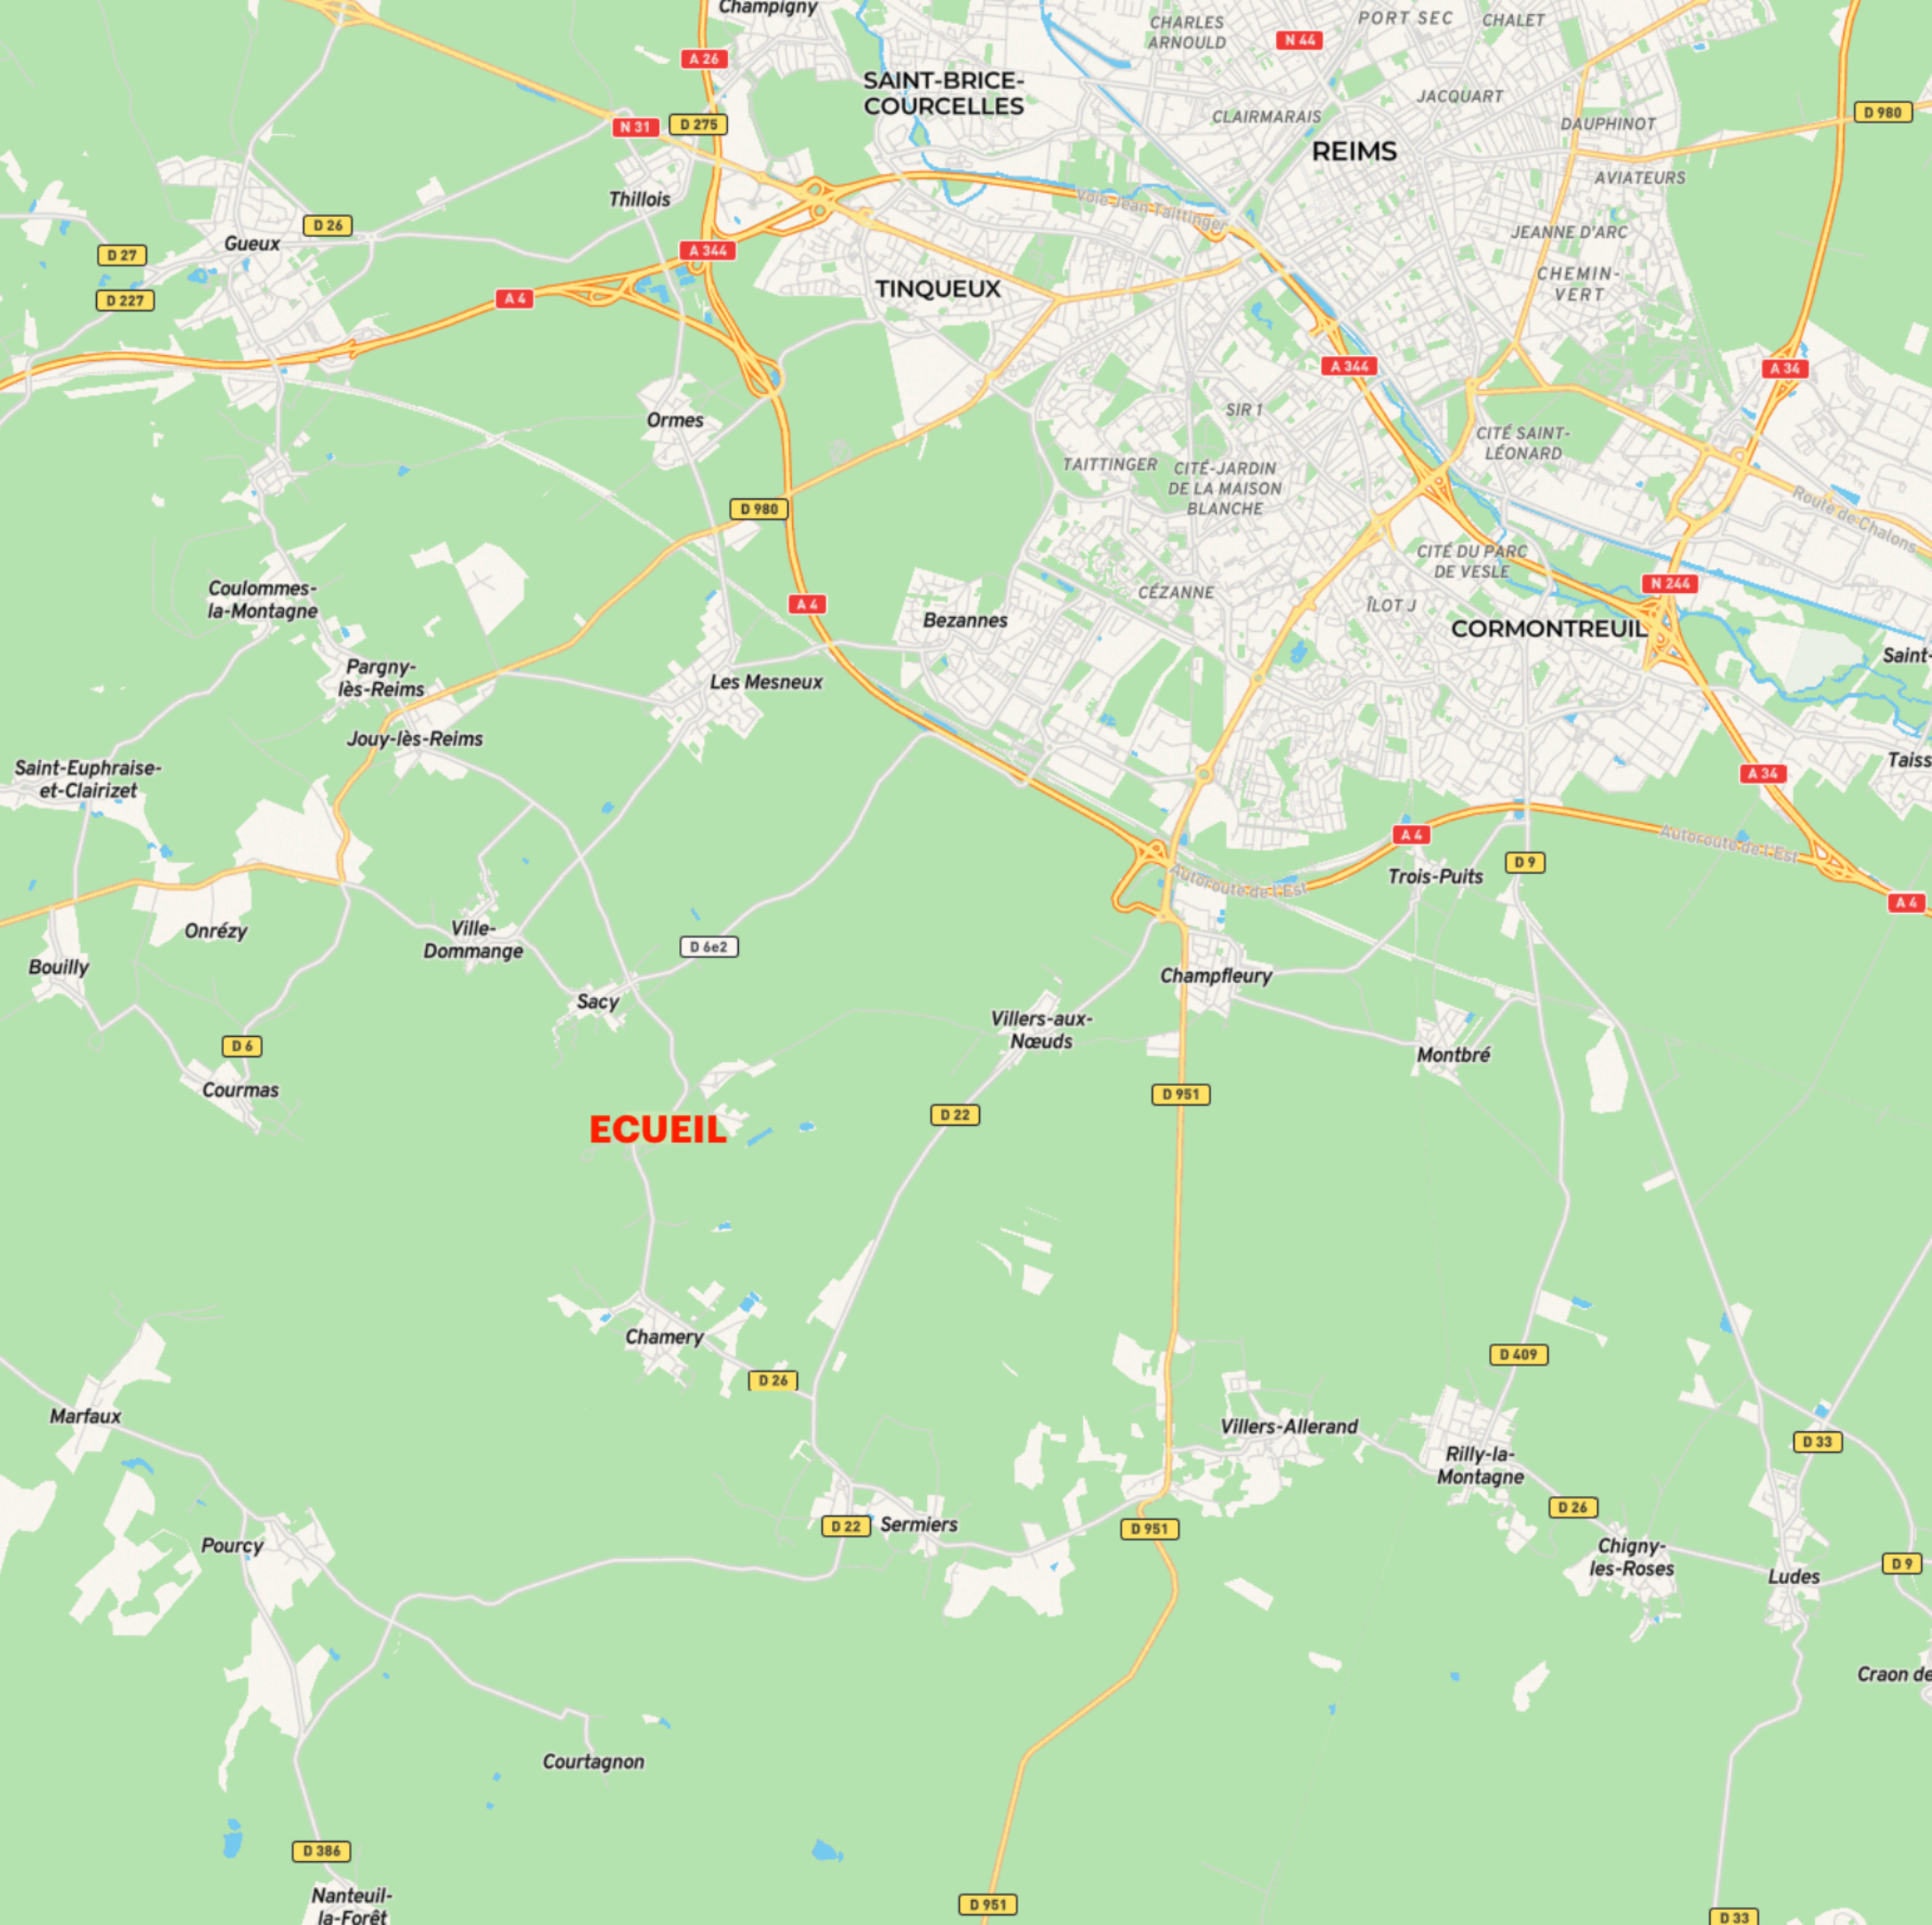 Champigny
CHARLES
ARNOULD
PORT SEC
CHALET
N 44
A 26
SAINT-BRICE-
COURCELLES
JACQUART
CLAIRMARAIS
DAUPHINOT
D 980
N 31
D 275
REIMS
AVIATEURS
Thillois
Voie Jean Taittinger
D 26
Gueux
JEANNE D'ARC
D 27
A 344
CHEMIN-
VERT
TINQUEUX
D 227
A 4
A 344
A 34
Ormes
SIR 1
CITÉ SAINT-
LÉONARD
TAITTINGER
CITÉ-JARDIN
DE LA MAISON
BLANCHE
D 980
Route de Chalons
CITÉ DU PARC
DE VESLE
Coulommes-
la-Montagne
CÉZANNE
N 244
A 4
ÎLOT J
Bezannes
CORMONTREUIL
Saint-
Pargny-
lès-Reims
Les Mesneux
Jouy-lès-Reims
Saint-Euphraise-
et-Clairizet
Taiss
A 34
A 4
Autoroute de l'Est
D 9
Trois-Puits
Autoroute de l'Est
A 4
Onrézy
Ville-
Dommange
D 6e2
Bouilly
Champfleury
Sacy
Villers-aux-
Nœuds
D 6
Montbré
Courmas
D 951
D 22
ECUEIL
Chamery
D 409
D 26
Marfaux
Villers-Allerand
D 33
Rilly-la-
Montagne
D 26
D 22
Sermiers
D 951
Pourcy
Chigny-
les-Roses
D 9
Ludes
Craon de
Courtagnon
D 386
Nanteuil-
la-Forêt
D 951
D 33